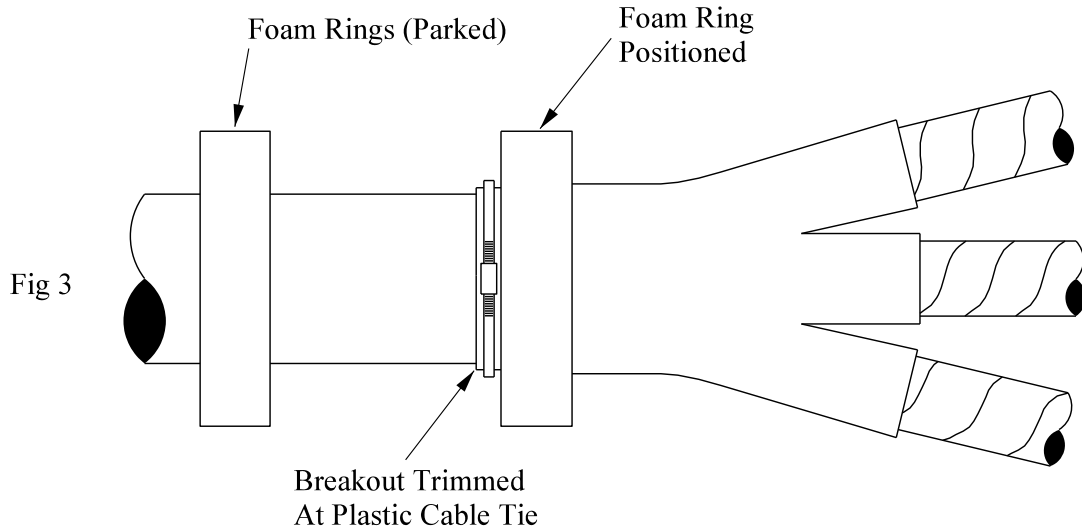 Foam Rings (Parked)
Foam Ring
Positioned
Fig 3
Breakout Trimmed
At Plastic Cable Tie